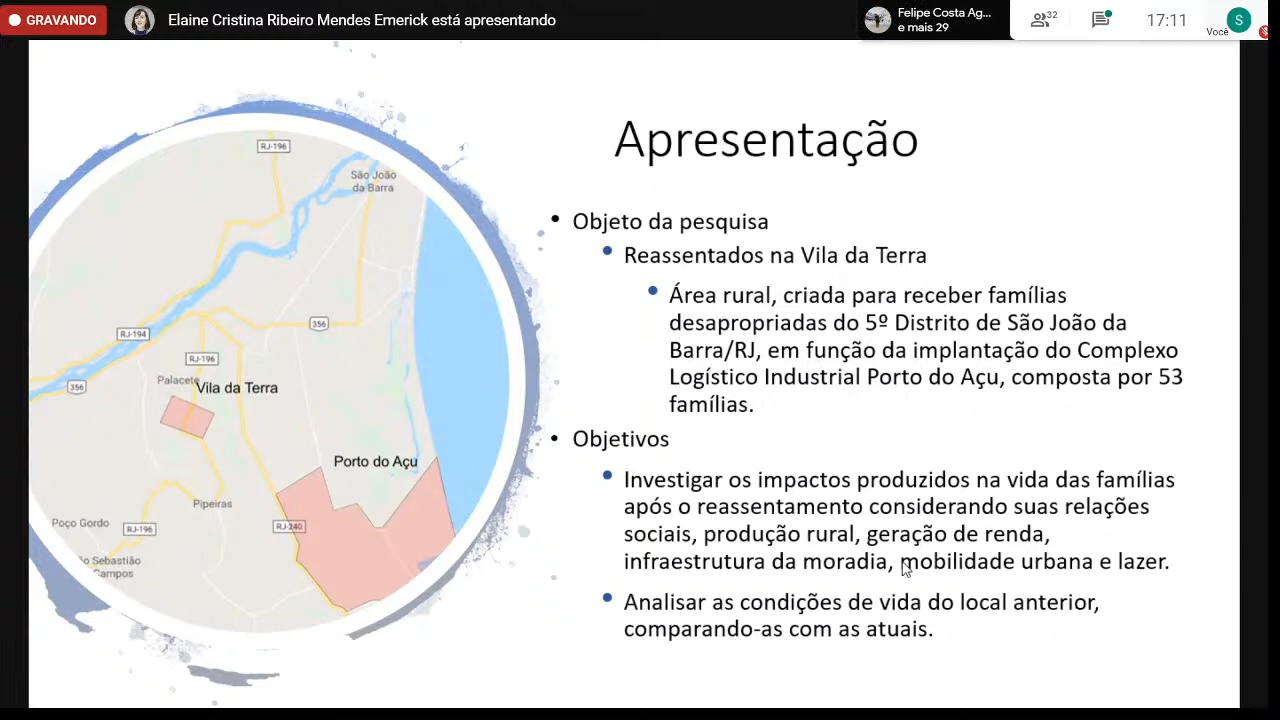 GRAVANDO
Elaine Cristina Ribeiro Mendes Emerick está apresentando
Felipe Costa Ag...
e mais 29
32
17:11
Você
S
Apresentação
• Objeto da pesquisa
• Reassentados na Vila da Terra
• Área rural, criada para receber famílias
desapropriadas do 5º Distrito de São João da
Barra/RJ, em função da implantação do Complexo
Logístico Industrial Porto do Açu, composta por 53
famílias.
• Objetivos
• Investigar os impactos produzidos na vida das famílias
após o reassentamento considerando suas relações
sociais, produção rural, geração de renda,
infraestrutura da moradia, mobilidade urbana e lazer.
• Analisar as condições de vida do local anterior,
comparando-as com as atuais.
RJ-196
São João
da Barra
RJ-194
356
RJ-196
356
Palacete
Vila da Terra
Porto do Açu
Pipeiras
Poço Gordo
RJ-196
RJ-240
o Sebastião
Campos